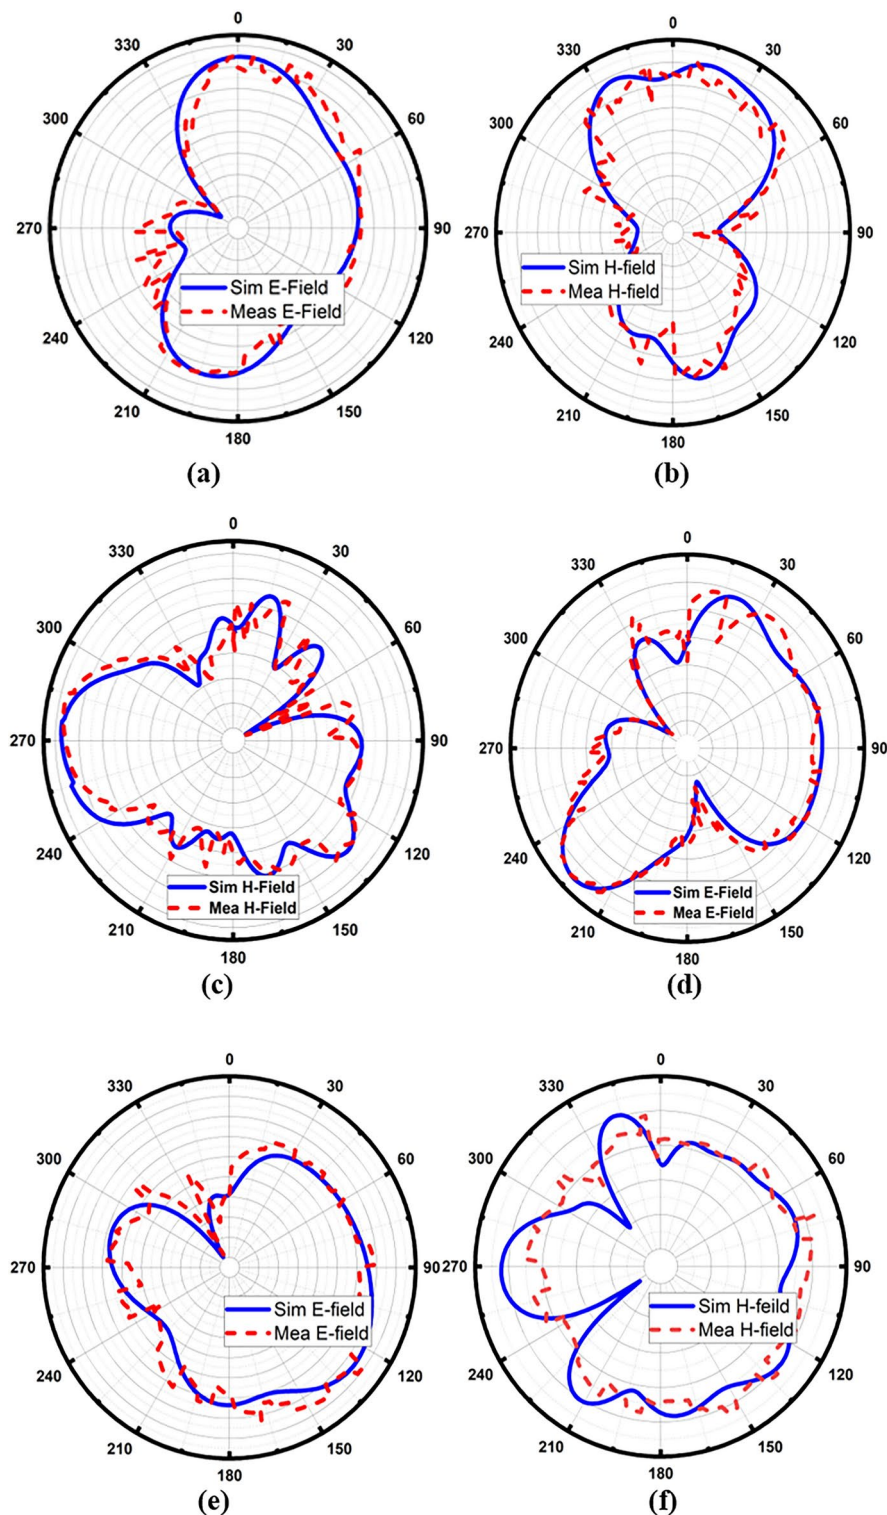 0
330 30
300 60
270 90
Sim E-Field
Meas E-Field
240 120
210 150
180
(a)
0
330 30
300 60
270 90
Sim H-field
Mea H-field
240 120
210 150
180
(b)
0
330 30
300 60
270 90
240 120
Sim H-Field
Mea H-Field
210 150
180
(c)
0
330 30
300 60
270 90
240 120
Sim E-Field
Mea E-Field
210 150
180
(d)
0
330 30
300 60
270 90
Sim E-field
Mea E-field
240 120
210 150
180
(e)
0
330 30
300 60
270 90
Sim H-feild
Mea H-field
240 120
210 150
180
(f)